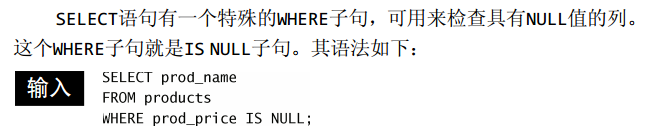 SELECT语句有一个特殊的WHERE子句，可用来检查具有NULL值的列。
这个WHERE子句就是IS NULL子句。其语法如下：
输入
SELECT prod_name
FROM products
WHERE prod_price IS NULL;